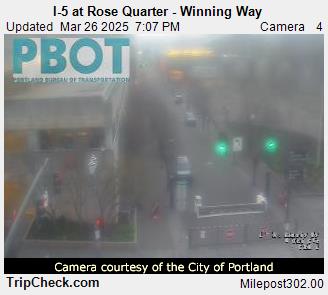 I-5 at Rose Quarter - Winning Way
Updated Mar 26 2025 7:07 PM Camera 4
PBOT
PORTLAND BUREAU OF TRANSPORTATION
Camera courtesy of the City of Portland
TripCheck.com Milepost302.00